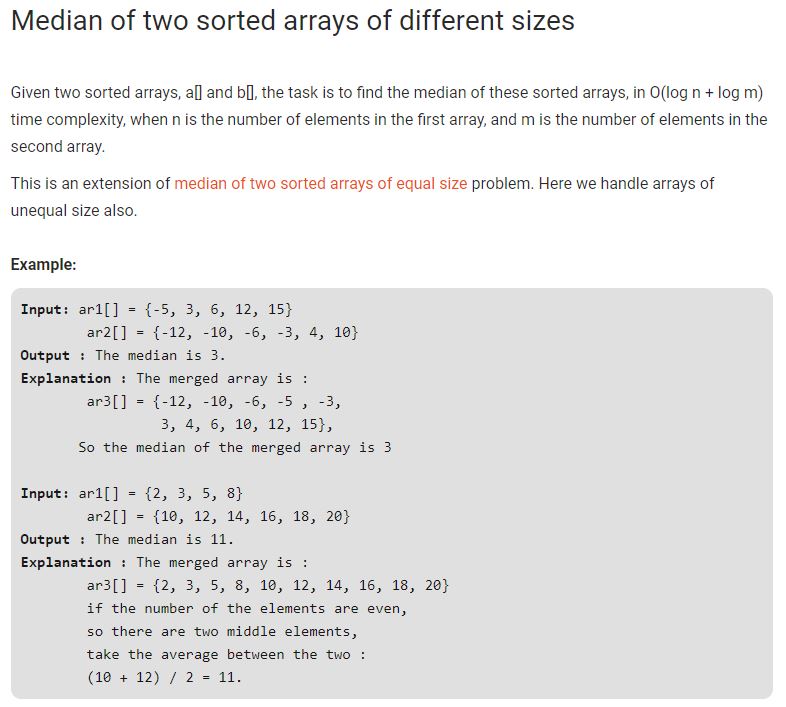 Median of two sorted arrays of different sizes
Given two sorted arrays, a[] and b[], the task is to find the median of these sorted arrays, in O(log n + log m)
time complexity, when n is the number of elements in the first array, and m is the number of elements in the
second array.
This is an extension of median of two sorted arrays of equal size problem. Here we handle arrays of
unequal size also.
Example:
Input: ar1[] = {-5, 3, 6, 12, 15}
ar2[] = {-12, -10, -6, -3, 4, 10}
Output : The median is 3.
Explanation : The merged array is :
ar3[] = {-12, -10, -6, -5 , -3,
3, 4, 6, 10, 12, 15},
So the median of the merged array is 3
Input: ar1[] = {2, 3, 5, 8}
ar2[] = {10, 12, 14, 16, 18, 20}
Output : The median is 11.
Explanation : The merged array is :
ar3[] = {2, 3, 5, 8, 10, 12, 14, 16, 18, 20}
if the number of the elements are even,
so there are two middle elements,
take the average between the two :
(10 + 12) / 2 = 11.